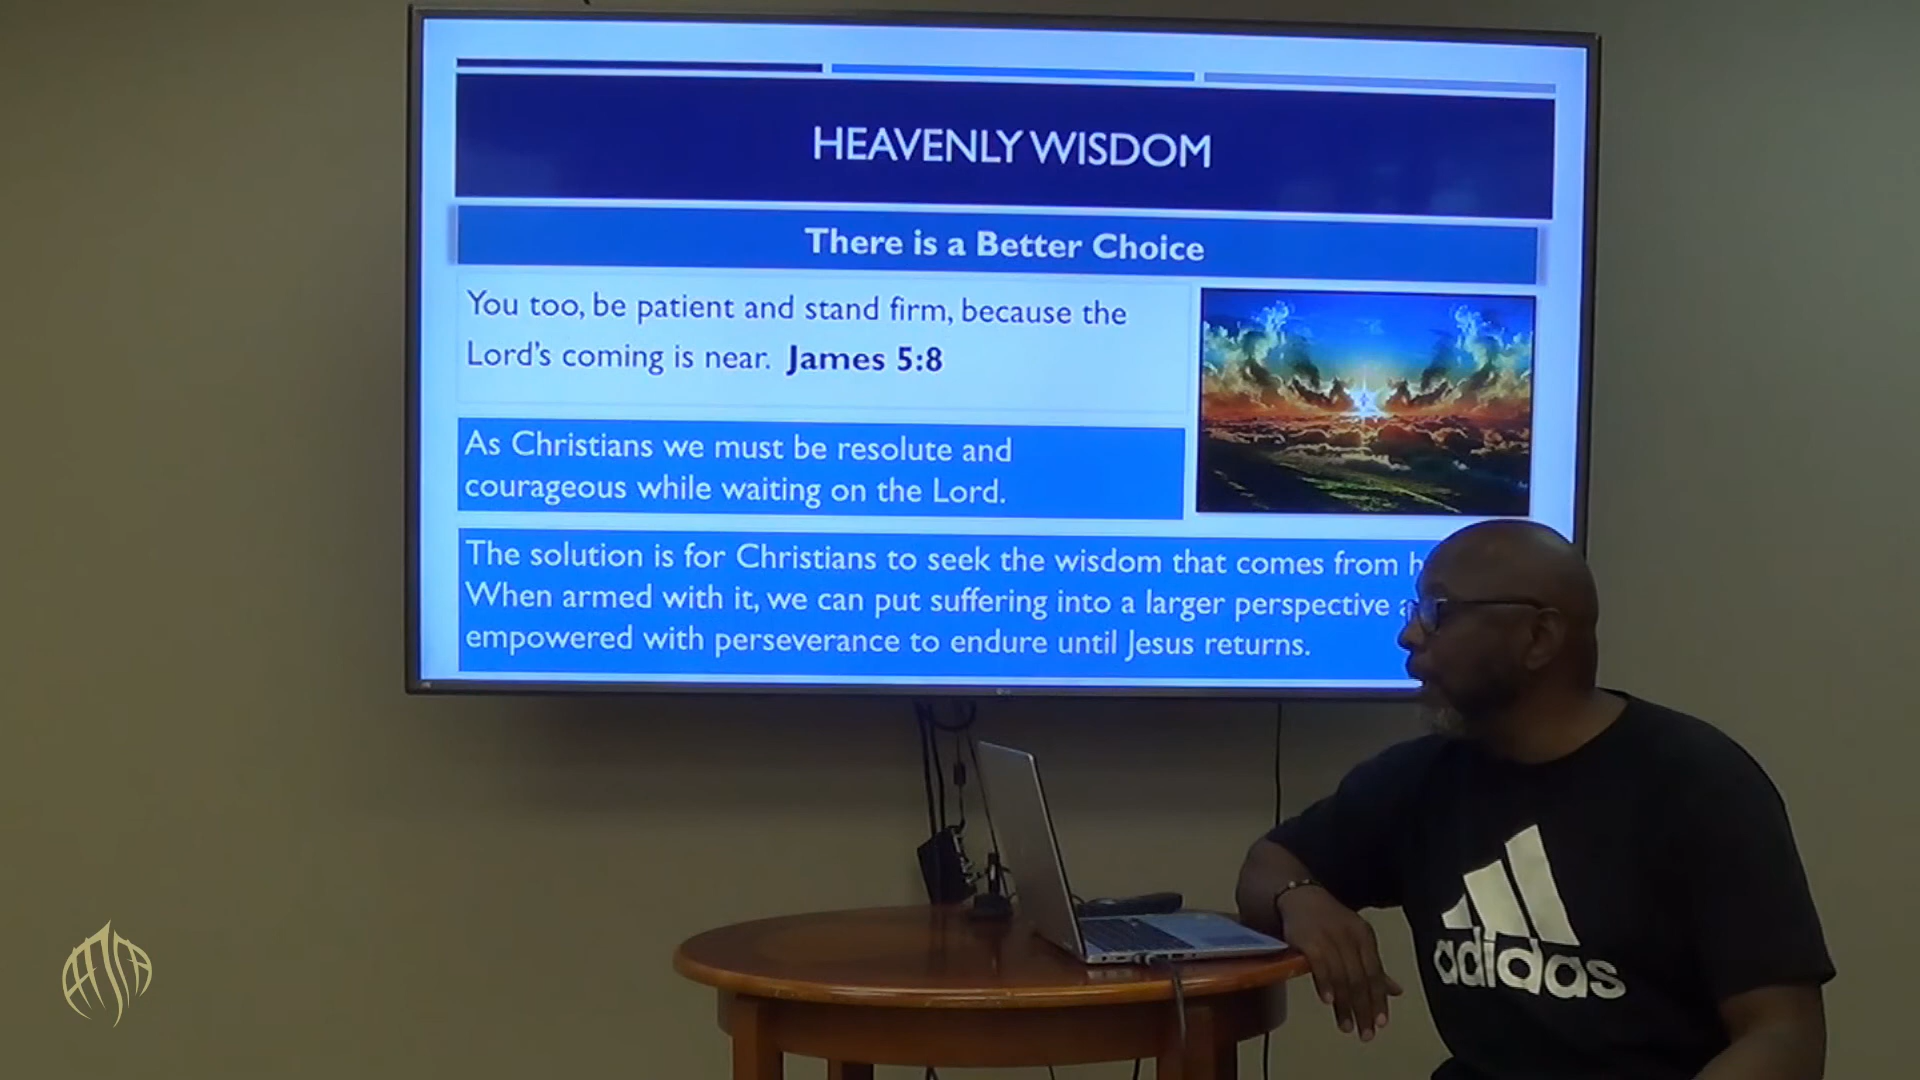 HEAVENLY WISDOM
There is a Better Choice
You too, be patient and stand firm, because the
Lord's coming is near. James 5:8
As Christians we must be resolute and
courageous while waiting on the Lord.
The solution is for Christians to seek the wisdom that comes from
When armed with it, we can put suffering into a larger perspective
empowered with perseverance to endure until Jesus returns.
adidas